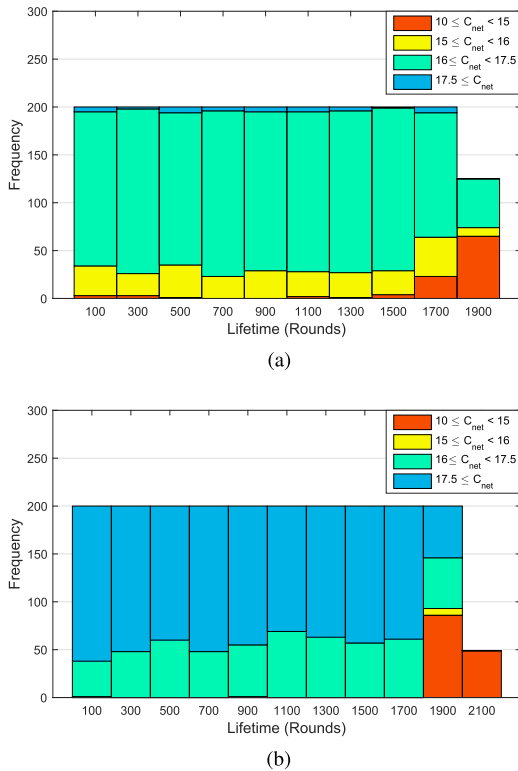 300
250
200
150
100
50
0
Frequency
10 ≤ C_net < 15
15 ≤ C_net < 16
16≤ C_net < 17.5
17.5 ≤ C_net
100 300 500 700 900 1100 1300 1500 1700 1900
Lifetime (Rounds)
(a)
300
250
200
150
100
50
0
Frequency
10 ≤ C_net < 15
15 ≤ C_net < 16
16≤ C_net < 17.5
17.5 ≤ C_net
100 300 500 700 900 1100 1300 1500 1700 1900 2100
Lifetime (Rounds)
(b)